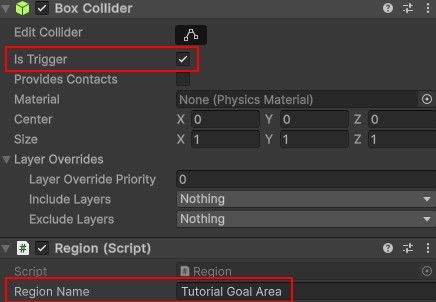 Box Collider
Edit Collider
Is Trigger
Provides Contacts
Material None (Physics Material)
Center X 0 Y 0 Z 0
Size X 1 Y 1 Z 1
Layer Overrides
Layer Override Priority 0
Include Layers Nothing
Exclude Layers Nothing
# Region (Script)
Script # Region
Region Name Tutorial Goal Area